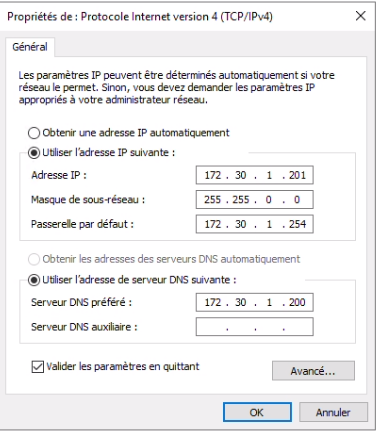 Propriétés de : Protocole Internet version 4 (TCP/IPv4)
Général
Les paramètres IP peuvent être déterminés automatiquement si votre
réseau le permet. Sinon, vous devez demander les paramètres IP
appropriés à votre administrateur réseau.
Obtenir une adresse IP automatiquement
Utiliser l'adresse IP suivante :
Adresse IP : 172 . 30 . 1 . 201
Masque de sous-réseau : 255 . 255 . 0 . 0
Passerelle par défaut : 172 . 30 . 1 . 254
Obtenir les adresses des serveurs DNS automatiquement
Utiliser l'adresse de serveur DNS suivante :
Serveur DNS préféré : 172 . 30 . 1 . 200
Serveur DNS auxiliaire : . . .
Valider les paramètres en quittant
Avancé...
OK Annuler